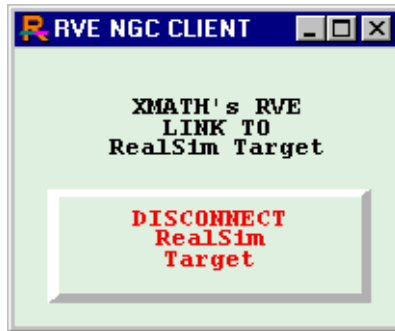 RVE NGC CLIENT
XMATH's RVE
LINK TO
RealSim Target
DISCONNECT
RealSim
Target